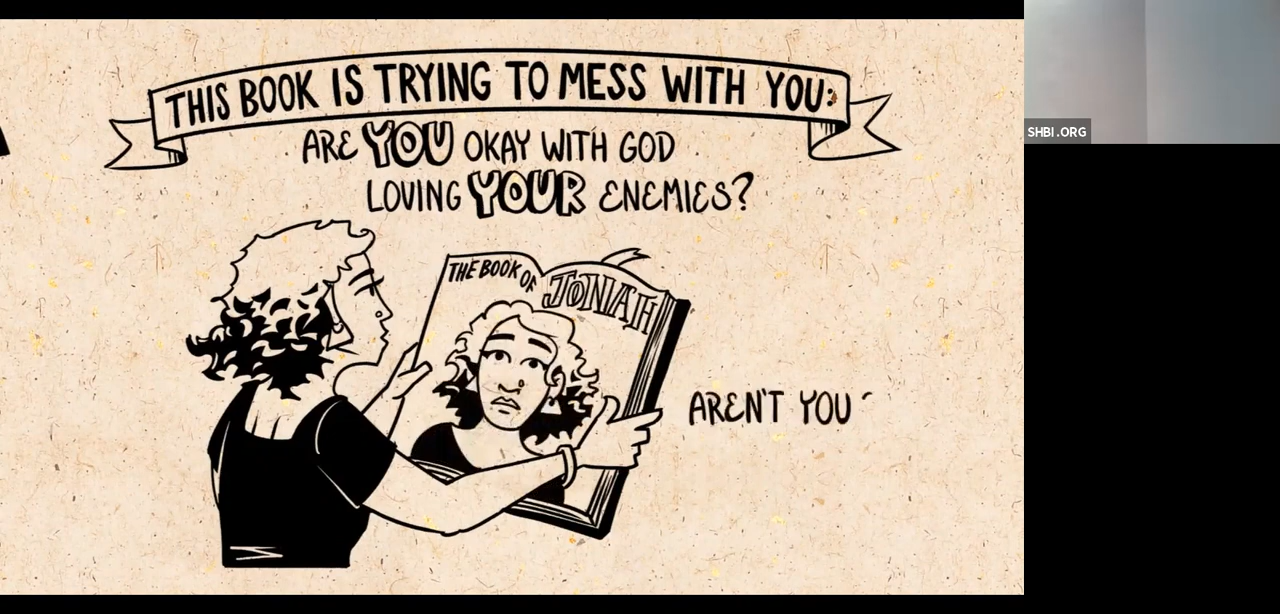 THIS BOOK IS TRYING TO MESS WITH YOU:
ARE YOU OKAY WITH GOD
LOVING YOUR ENEMIES?
THE BOOK OF JONAH
AREN'T YOU
SHBI.ORG